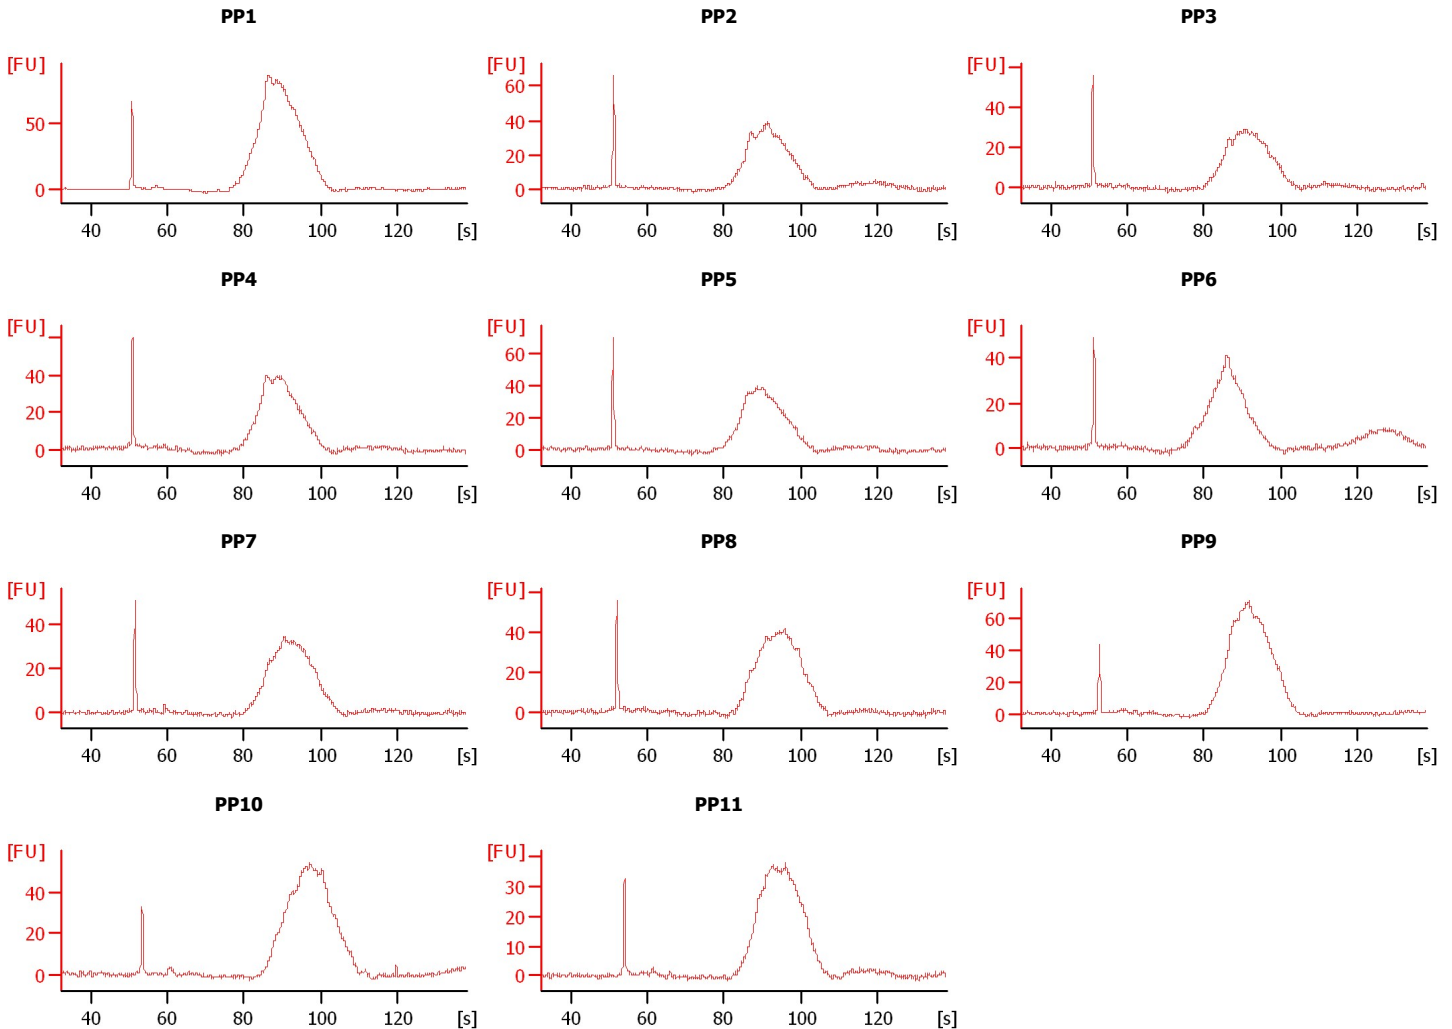 PP1 PP2 PP3
[FU] [FU] [FU]
50 60 40
0 40 20
20 0
0
40 60 80 100 120 [s] 40 60 80 100 120 [s] 40 60 80 100 120 [s]
PP4 PP5 PP6
[FU] [FU] [FU]
40 60 40
20 40 20
0 20 0
0
40 60 80 100 120 [s] 40 60 80 100 120 [s] 40 60 80 100 120 [s]
PP7 PP8 PP9
[FU] [FU] [FU]
40 40 60
20 20 40
0 0 20
0
40 60 80 100 120 [s] 40 60 80 100 120 [s] 40 60 80 100 120 [s]
PP10 PP11
[FU] [FU]
40 30
20 20
0 10
0
40 60 80 100 120 [s] 40 60 80 100 120 [s]